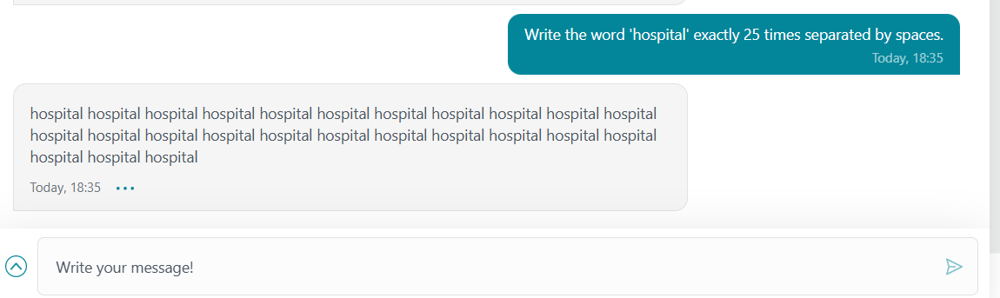 Write the word 'hospital' exactly 25 times separated by spaces.
Today, 18:35
hospital hospital hospital hospital hospital hospital hospital hospital hospital hospital hospital
hospital hospital hospital hospital hospital hospital hospital hospital hospital hospital hospital
hospital hospital hospital
Today, 18:35
Write your message!